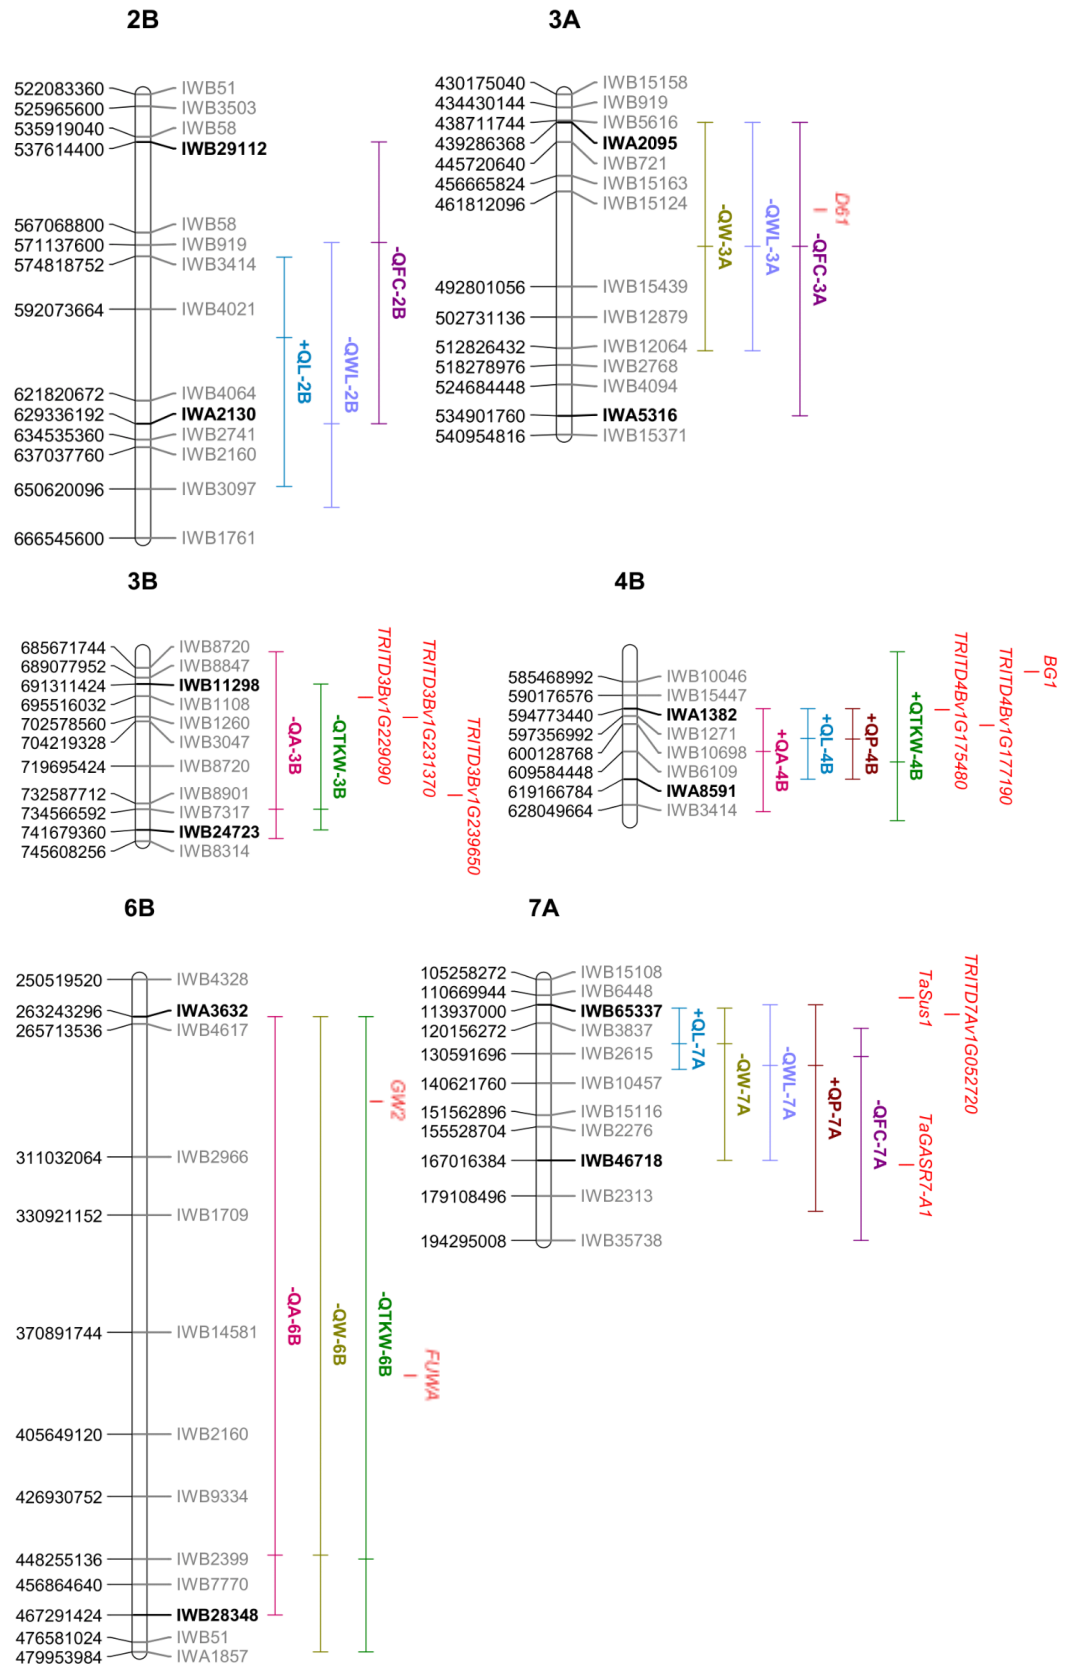 2B
522083360 IWB51
525965600 IWB3503
535919040 IWB58
537614400 IWB29112
567068800 IWB58
571137600 IWB919
574818752 IWB3414
592073664 IWB4021
621820672 IWB4064
629336192 IWA2130
634535360 IWB2741
637037760 IWB2160
650620096 IWB3097
666545600 IWB1761
+QL-2B
-QWL-2B
-QFC-2B
3A
430175040 IWB15158
434430144 IWB919
438711744 IWB5616
439286368 IWA2095
445720640 IWB721
456665824 IWB15163
461812096 IWB15124
492801056 IWB15439
502731136 IWB12879
512826432 IWB12064
518278976 IWB2768
524684448 IWB4094
534901760 IWA5316
540954816 IWB15371
-QW-3A
-QWL-3A
-QFC-3A
D61
3B
685671744 IWB8720
689077952 IWB8847
691311424 IWB11298
695516032 IWB1108
702578560 IWB1260
704219328 IWB3047
719695424 IWB8720
732587712 IWB8901
734566592 IWB7317
741679360 IWB24723
745608256 IWB8314
-QA-3B
-QTKW-3B
TRITD3Bv1G229090
TRITD3Bv1G231370
TRITD3Bv1G239650
4B
585468992 IWB10046
590176576 IWB15447
594773440 IWA1382
597356992 IWB1271
600128768 IWB10698
609584448 IWB6109
619166784 IWA8591
628049664 IWB3414
+QA-4B
+QL-4B
+QP-4B
+QTKW-4B
TRITD4Bv1G175480
TRITD4Bv1G177190
BG1
6B
250519520 IWB4328
263243296 IWA3632
265713536 IWB4617
311032064 IWB2966
330921152 IWB1709
370891744 IWB14581
405649120 IWB2160
426930752 IWB9334
448255136 IWB2399
456864640 IWB7770
467291424 IWB28348
476581024 IWB51
479953984 IWA1857
-QA-6B
-QW-6B
-QTKW-6B
GW2
FUWA
7A
105258272 IWB15108
110669944 IWB6448
113937000 IWB65337
120156272 IWB3837
130591696 IWB2615
140621760 IWB10457
151562896 IWB15116
155528704 IWB2276
167016384 IWB46718
179108496 IWB2313
194295008 IWB35738
+QL-7A
-QW-7A
-QWL-7A
+QP-7A
-QFC-7A
TaSus1
TRITD7Av1G052720
TaGASR7-A1